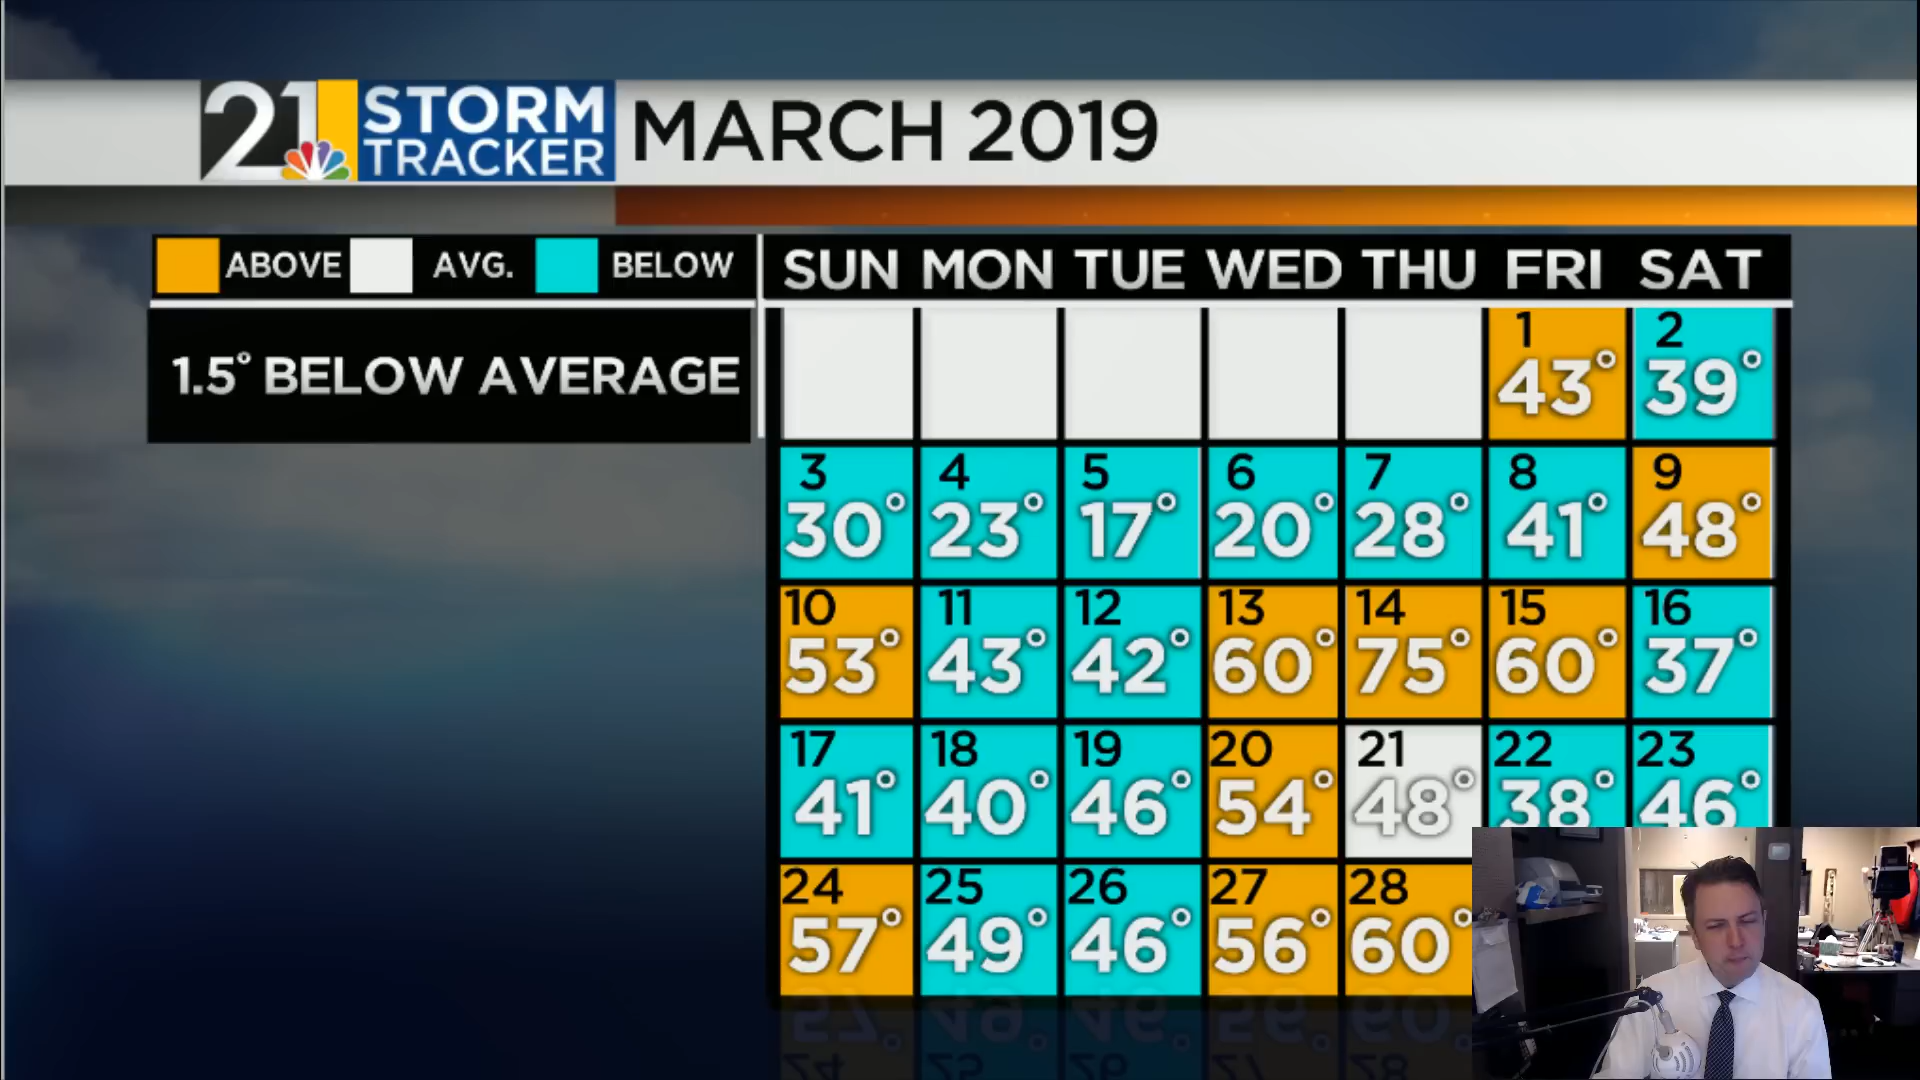 21 STORM TRACKER MARCH 2019
ABOVE AVG. BELOW SUN MON TUE WED THU FRI SAT
1.5° BELOW AVERAGE
1 2
43° 39°
3 4 5 6 7 8 9
30° 23° 17° 20° 28° 41° 48°
10 11 12 13 14 15 16
53° 43° 42° 60° 75° 60° 37°
17 18 19 20 21 22 23
41° 40° 46° 54° 48° 38° 46°
24 25 26 27 28
57° 49° 46° 56° 60°